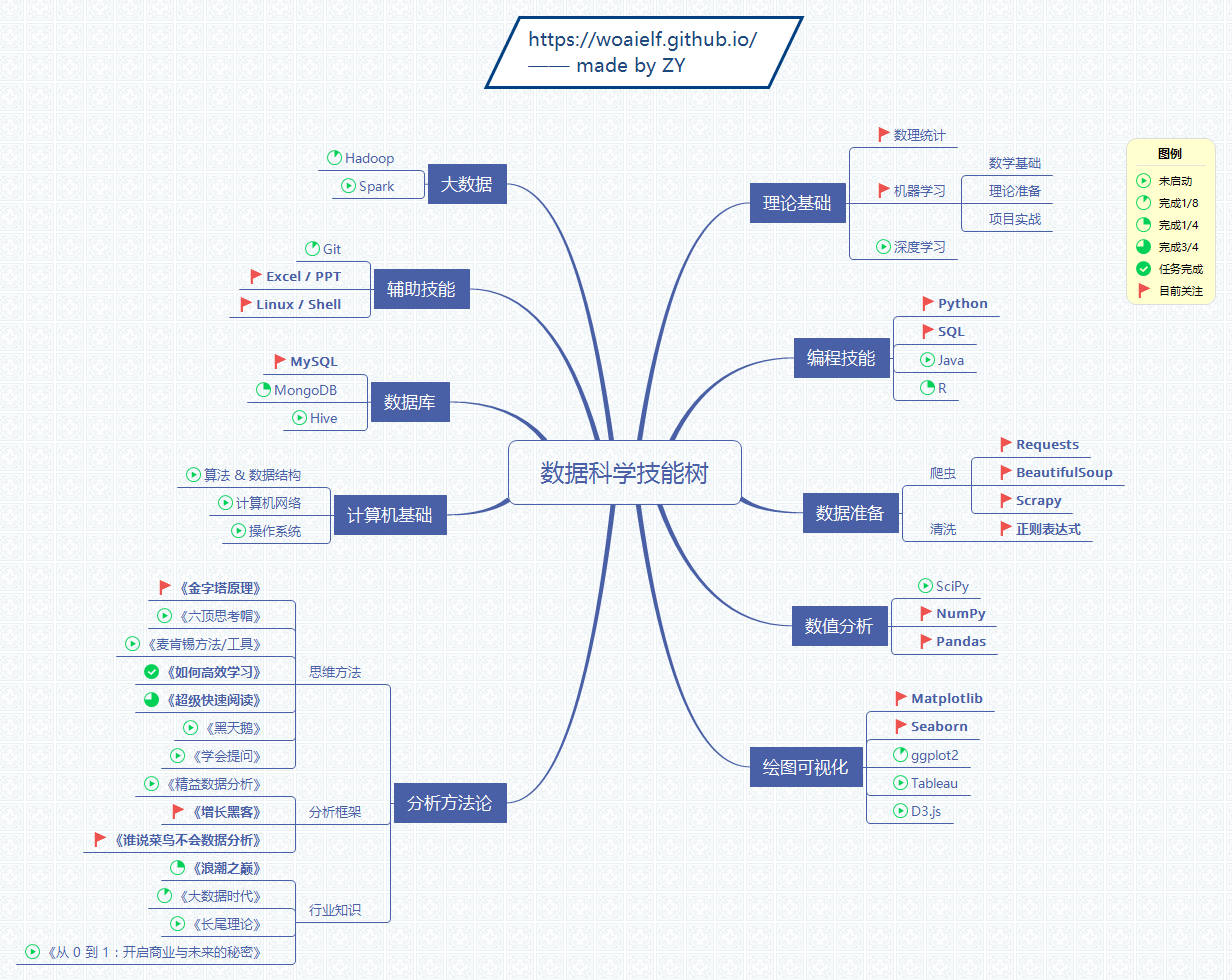 https://woaielf.github.io/
—— made by ZY
数据科学技能树
大数据
Hadoop
Spark
辅助技能
Git
Excel / PPT
Linux / Shell
数据库
MySQL
MongoDB
Hive
计算机基础
算法 & 数据结构
计算机网络
操作系统
分析方法论
思维方法
《金字塔原理》
《六顶思考帽》
《麦肯锡方法/工具》
《如何高效学习》
《超级快速阅读》
《黑天鹅》
《学会提问》
分析框架
《精益数据分析》
《增长黑客》
《谁说菜鸟不会数据分析》
行业知识
《浪潮之巅》
《大数据时代》
《长尾理论》
《从 0 到 1：开启商业与未来的秘密》
理论基础
数理统计
机器学习
数学基础
理论准备
项目实战
深度学习
编程技能
Python
SQL
Java
R
数据准备
爬虫
Requests
BeautifulSoup
Scrapy
清洗
正则表达式
数值分析
SciPy
NumPy
Pandas
绘图可视化
Matplotlib
Seaborn
ggplot2
Tableau
D3.js
图例
未启动
完成1/8
完成1/4
完成3/4
任务完成
目前关注